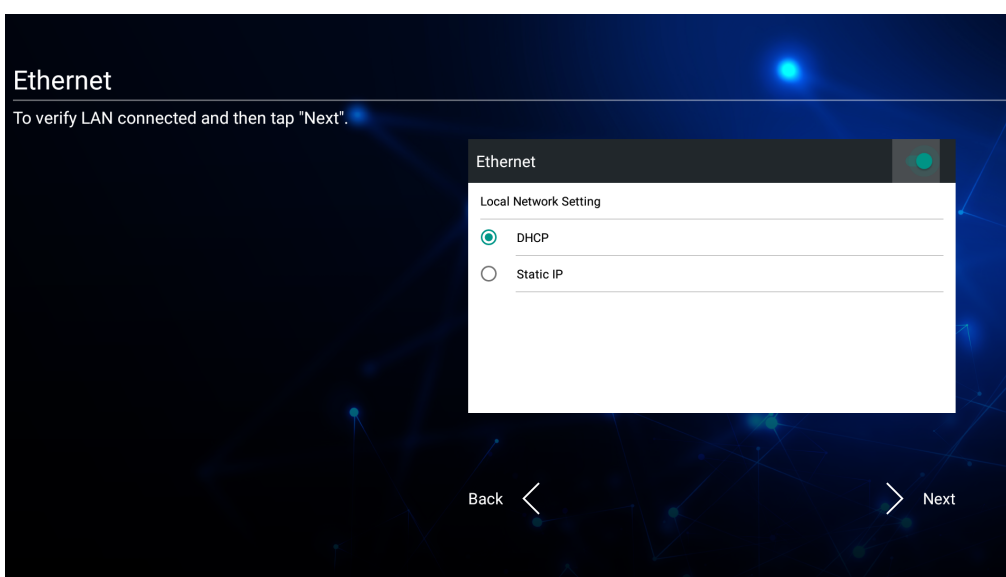 Ethernet
To verify LAN connected and then tap "Next".
Ethernet
Local Network Setting
DHCP
Static IP
Back
Next